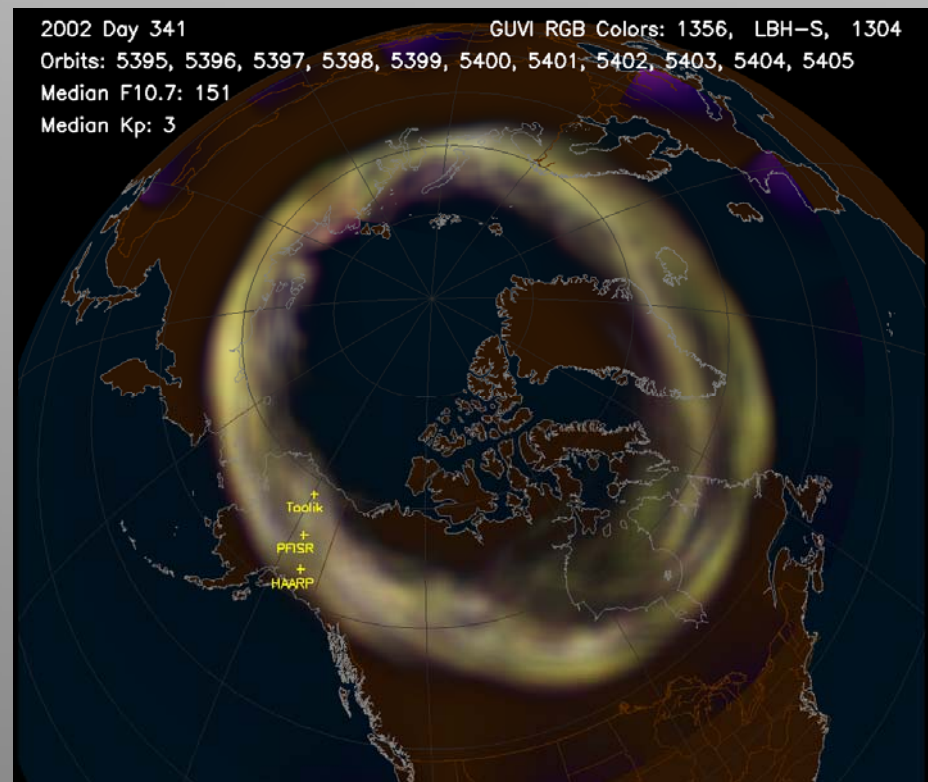 2002 Day 341
GUVI RGB Colors: 1356, LBH-S, 1304
Orbits: 5395, 5396, 5397, 5398, 5399, 5400, 5401, 5402, 5403, 5404, 5405
Median F10.7: 151
Median Kp: 3
Toolik
PFISR
HAARP